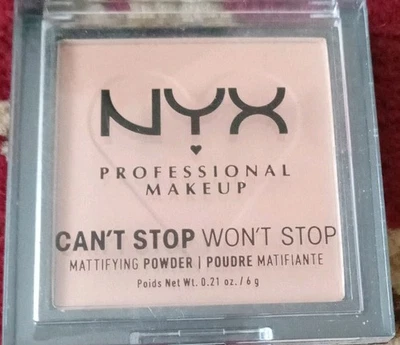 NYX
PROFESSIONAL
MAKEUP
CAN'T STOP WON'T STOP
MATTIFYING POWDER | POUDRE MATIFIANTE
Poids Net Wt. 0.21 oz. / 6 g